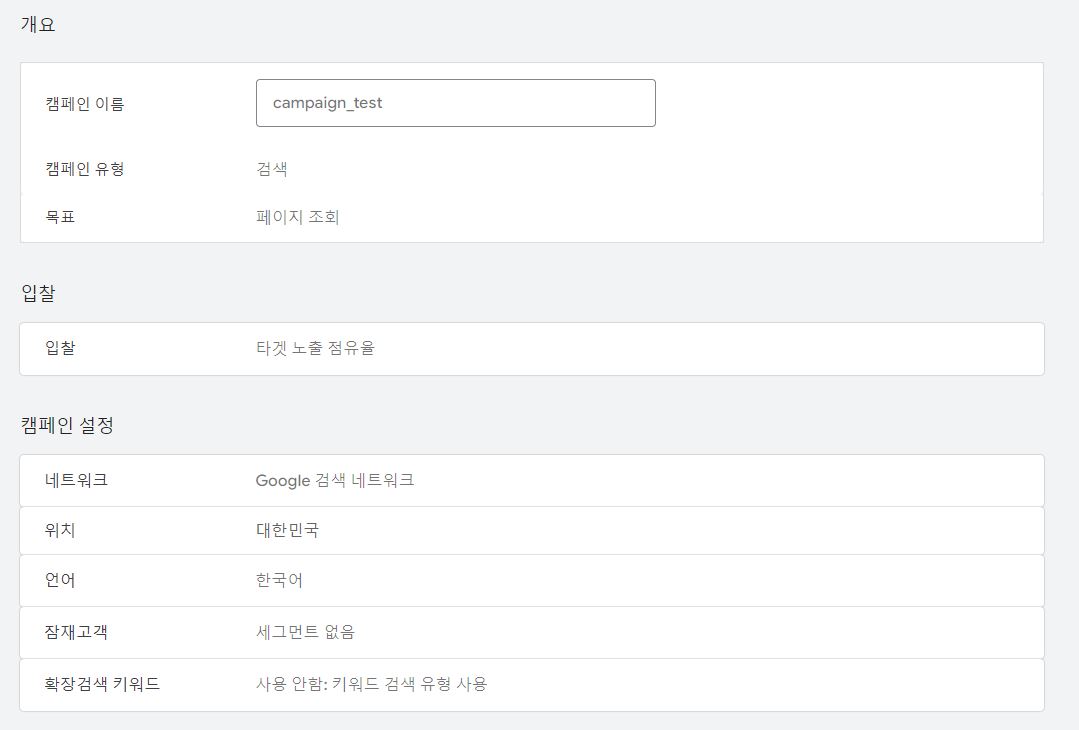 개요
캠페인 이름 campaign_test
캠페인 유형 검색
목표 페이지 조회
입찰
입찰 타겟 노출 점유율
캠페인 설정
네트워크 Google 검색 네트워크
위치 대한민국
언어 한국어
잠재고객 세그먼트 없음
확장검색 키워드 사용 안함: 키워드 검색 유형 사용